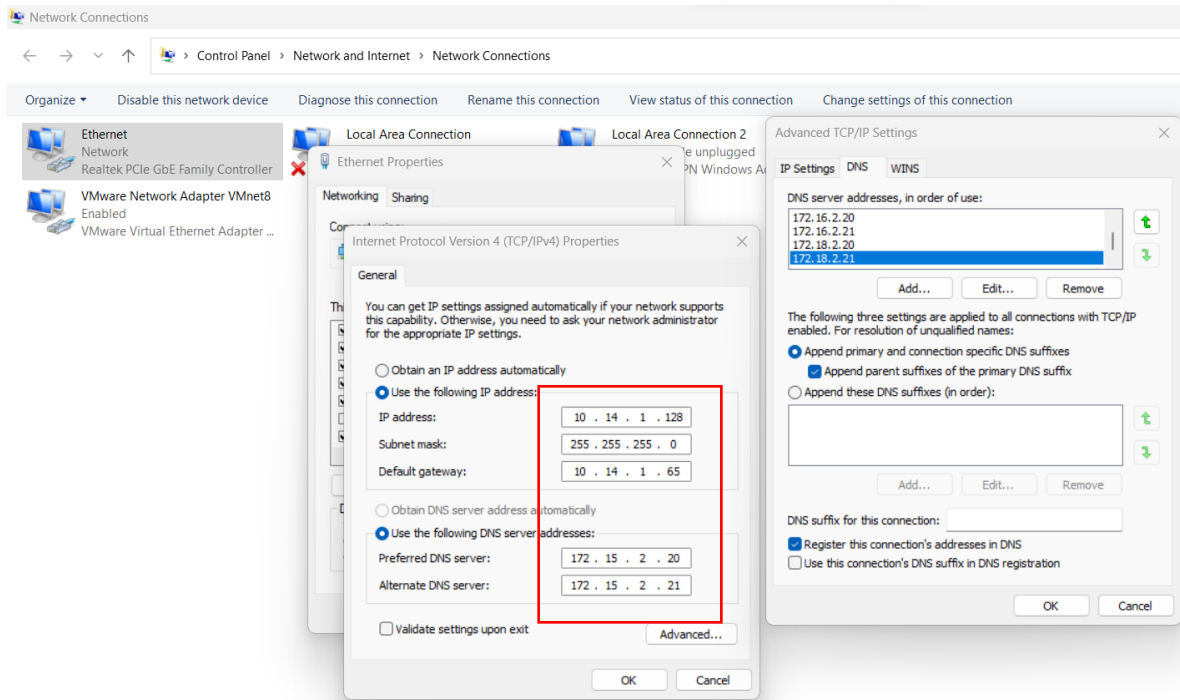 Network Connections
Control Panel > Network and Internet > Network Connections
Organize
Disable this network device
Diagnose this connection
Rename this connection
View status of this connection
Change settings of this connection
Ethernet
Network
Realtek PCIe GbE Family Controller
Local Area Connection
Local Area Connection 2
unplugged
VMware Network Adapter VMnet8
Enabled
VMware Virtual Ethernet Adapter ...
Ethernet Properties
Networking
Sharing
Internet Protocol Version 4 (TCP/IPv4) Properties
General
You can get IP settings assigned automatically if your network supports
this capability. Otherwise, you need to ask your network administrator
for the appropriate IP settings.
Obtain an IP address automatically
Use the following IP address:
IP address:
10 . 14 . 1 . 128
Subnet mask:
255 . 255 . 255 . 0
Default gateway:
10 . 14 . 1 . 65
Obtain DNS server address automatically
Use the following DNS server addresses:
Preferred DNS server:
172 . 15 . 2 . 20
Alternate DNS server:
172 . 15 . 2 . 21
Validate settings upon exit
Advanced...
OK
Cancel
Advanced TCP/IP Settings
IP Settings
DNS
WINS
DNS server addresses, in order of use:
172.16.2.20
172.16.2.21
172.18.2.20
172.18.2.21
Add...
Edit...
Remove
The following three settings are applied to all connections with TCP/IP
enabled. For resolution of unqualified names:
Append primary and connection specific DNS suffixes
Append parent suffixes of the primary DNS suffix
Append these DNS suffixes (in order):
Add...
Edit...
Remove
DNS suffix for this connection:
Register this connection's addresses in DNS
Use this connection's DNS suffix in DNS registration
OK
Cancel